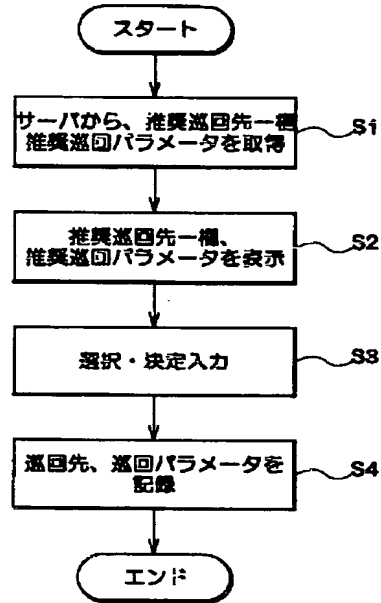 スタート
サーバから、推奨巡回先一欄
推奨巡回パラメータを取得
S1
推奨巡回先一欄、
推奨巡回パラメータを表示
S2
選択・決定入力
S3
巡回先、巡回パラメータを
記録
S4
エンド